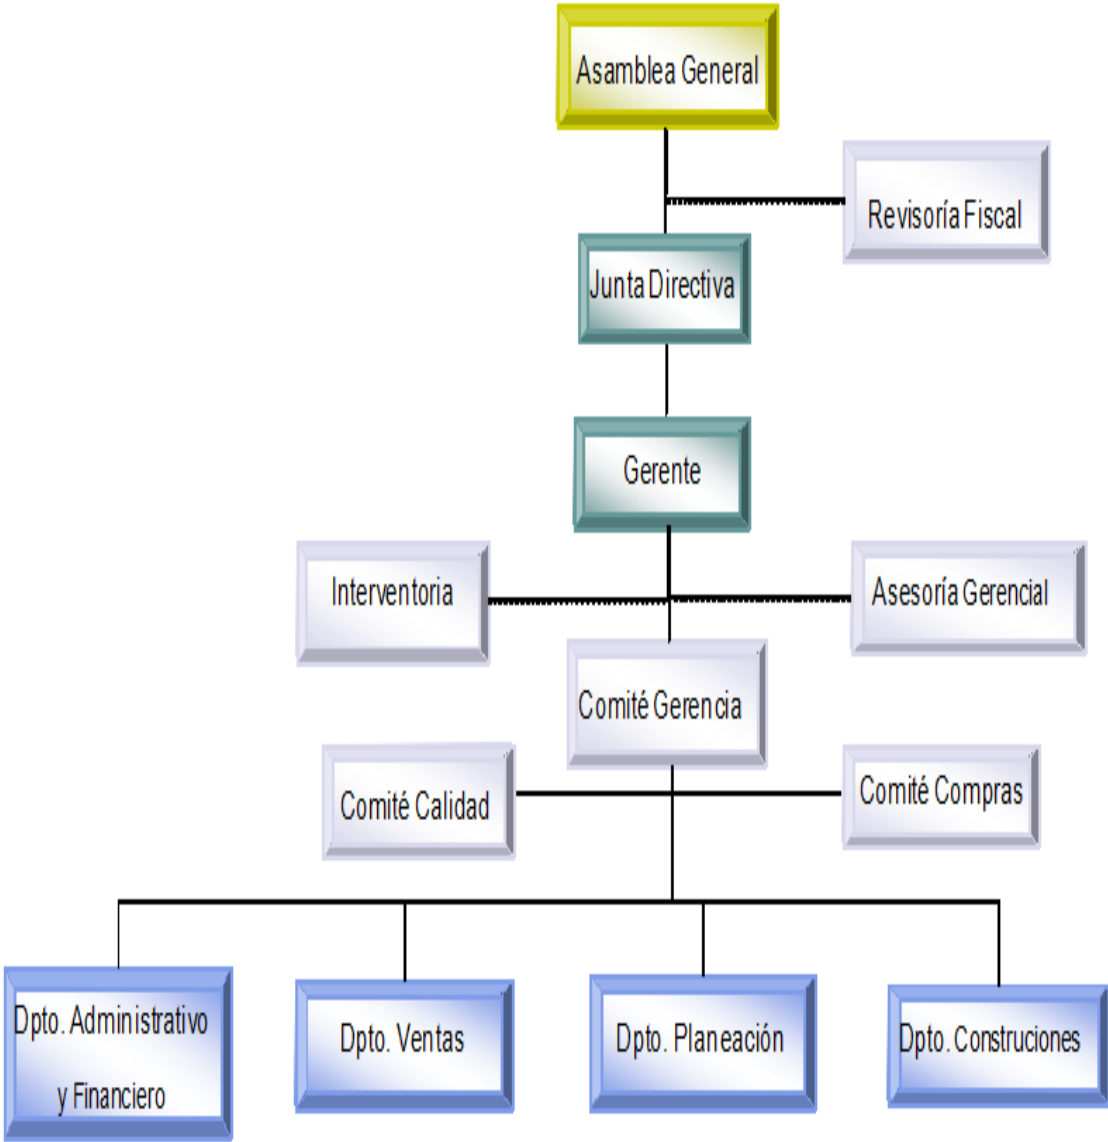 Asamblea General
Revisoría Fiscal
Junta Directiva
Gerente
Interventoria
Asesoría Gerencial
Comité Gerencia
Comité Calidad
Comité Compras
Dpto. Administrativo
y Financiero
Dpto. Ventas
Dpto. Planeación
Dpto. Construciones